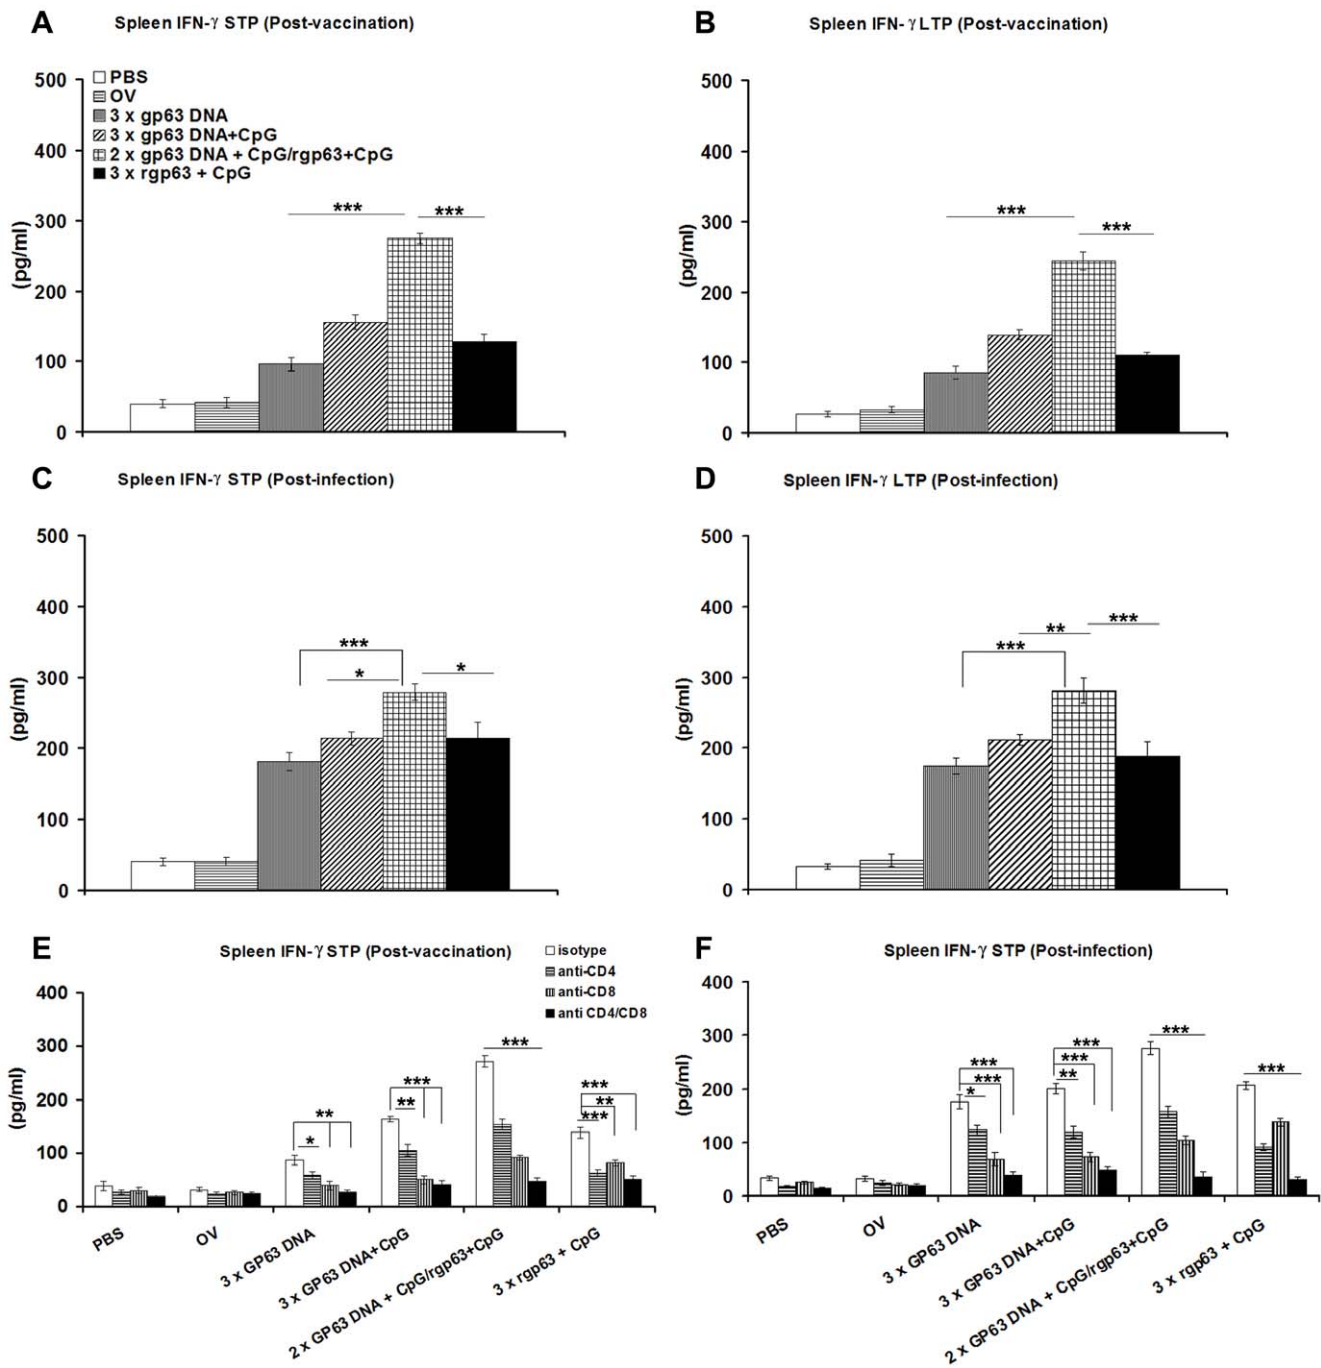 A
Spleen IFN-γ STP (Post-vaccination)
500
400
300
200
100
0
(pg/ml)
PBS
OV
3 x gp63 DNA
3 x gp63 DNA+CpG
2 x gp63 DNA + CpG/rgp63+CpG
3 x rgp63 + CpG
***
***
B
Spleen IFN- γ LTP (Post-vaccination)
500
400
300
200
100
0
(pg/ml)
***
***
C
Spleen IFN-γ STP (Post-infection)
500
400
300
200
100
0
(pg/ml)
***
*
*
D
Spleen IFN-γ LTP (Post-infection)
500
400
300
200
100
0
(pg/ml)
***
**
***
E
Spleen IFN-γ STP (Post-vaccination)
isotype
anti-CD4
anti-CD8
anti CD4/CD8
400
300
200
100
0
(pg/ml)
**
*
***
**
***
***
**
***
PBS
OV
3 x GP63 DNA
3 x GP63 DNA+CpG
2 x GP63 DNA + CpG/rgp63+CpG
3 x rgp63 + CpG
F
Spleen IFN-γ STP (Post-infection)
400
300
200
100
0
(pg/ml)
***
***
*
***
***
**
***
***
PBS
OV
3 x GP63 DNA
3 x GP63 DNA+CpG
2 x GP63 DNA + CpG/rgp63+CpG
3 x rgp63 + CpG